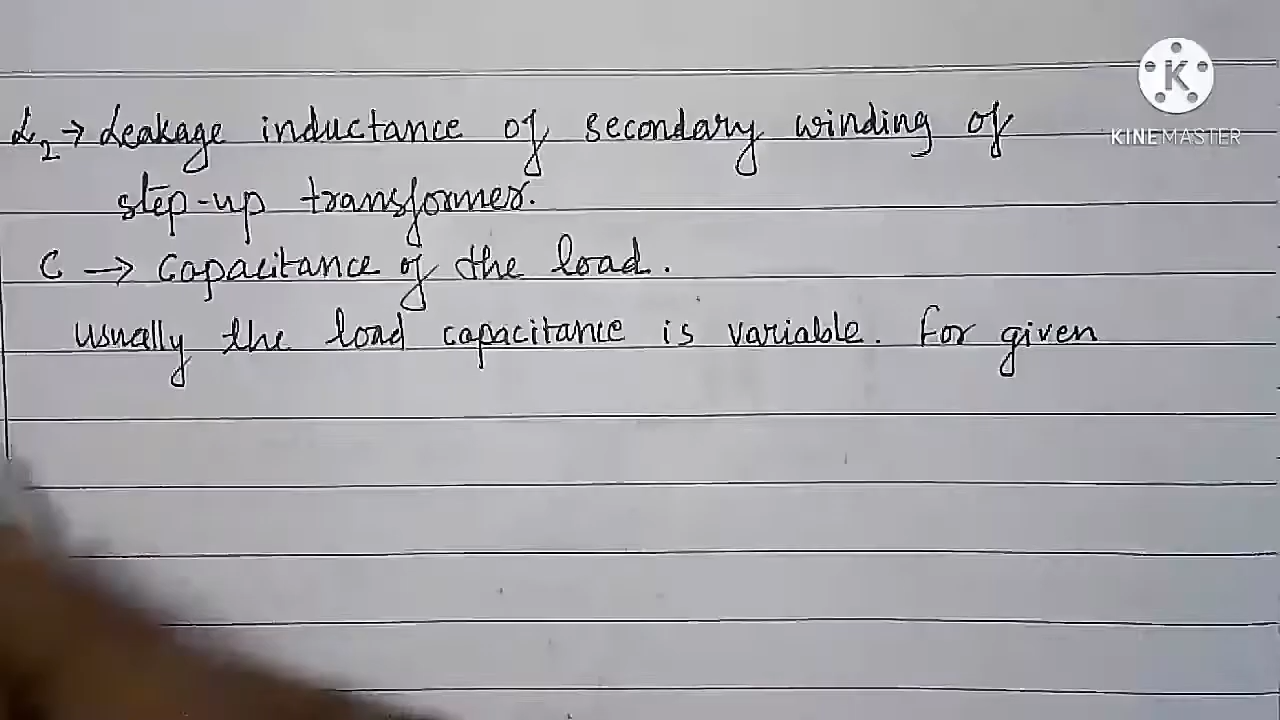 L2 → Leakage inductance of secondary winding of
step-up transformer.
C → Capacitance of the load.
Usually the load capacitance is variable. For given
K
KINEMASTER